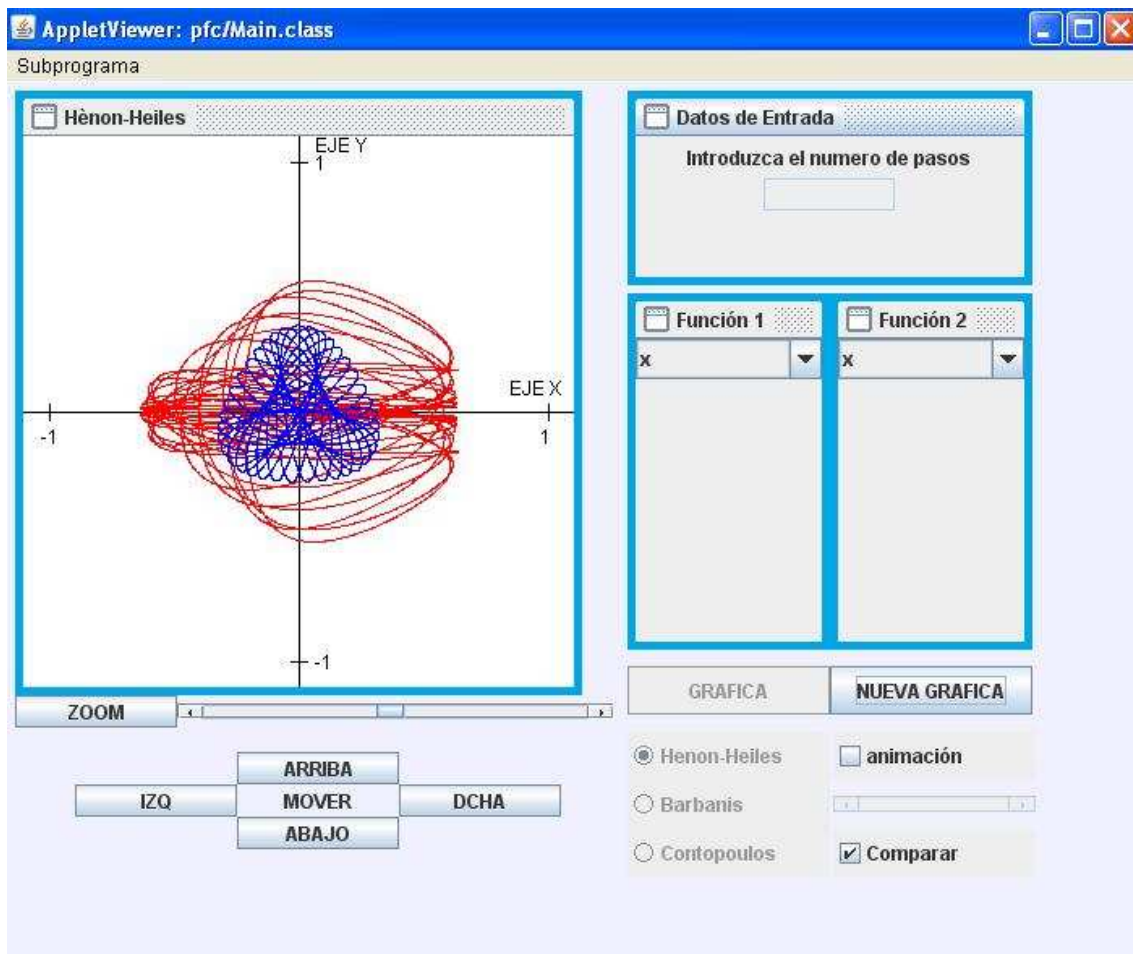 AppletViewer: pfc/Main.class
Subprograma
Hènon-Heiles
EJE Y
1
EJE X
-1
1
-1
ZOOM
ARRIBA
IZQ MOVER DCHA
ABAJO
Datos de Entrada
Introduzca el numero de pasos
Función 1
x
Función 2
x
GRAFICA NUEVA GRAFICA
Henon-Heiles animación
Barbanis
Contopoulos Comparar